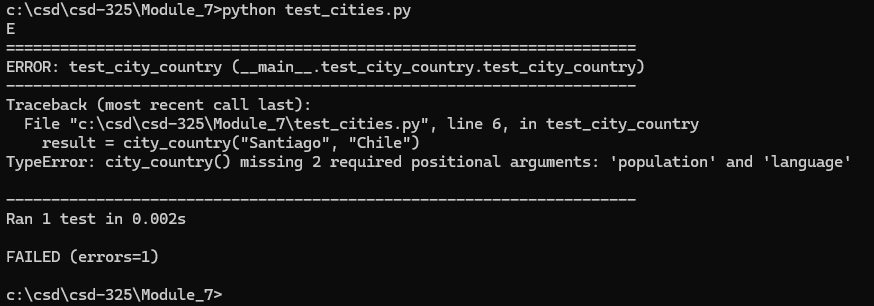 c:\csd\csd-325\Module_7>python test_cities.py
E
======================================================================
ERROR: test_city_country (__main__.test_city_country.test_city_country)
----------------------------------------------------------------------
Traceback (most recent call last):
  File "c:\csd\csd-325\Module_7\test_cities.py", line 6, in test_city_country
    result = city_country("Santiago", "Chile")
TypeError: city_country() missing 2 required positional arguments: 'population' and 'language'
----------------------------------------------------------------------
Ran 1 test in 0.002s
FAILED (errors=1)
c:\csd\csd-325\Module_7>